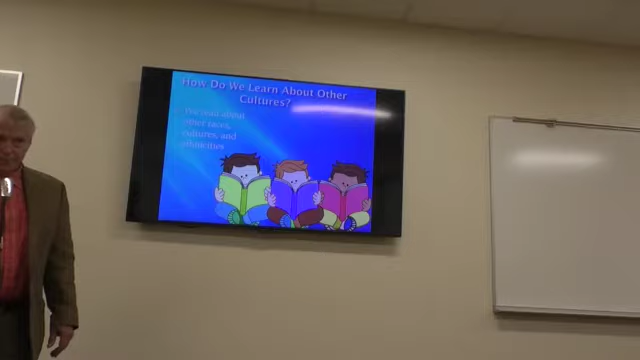 How Do We Learn About Other
Cultures?
We read about
other races,
cultures, and
ethnicities